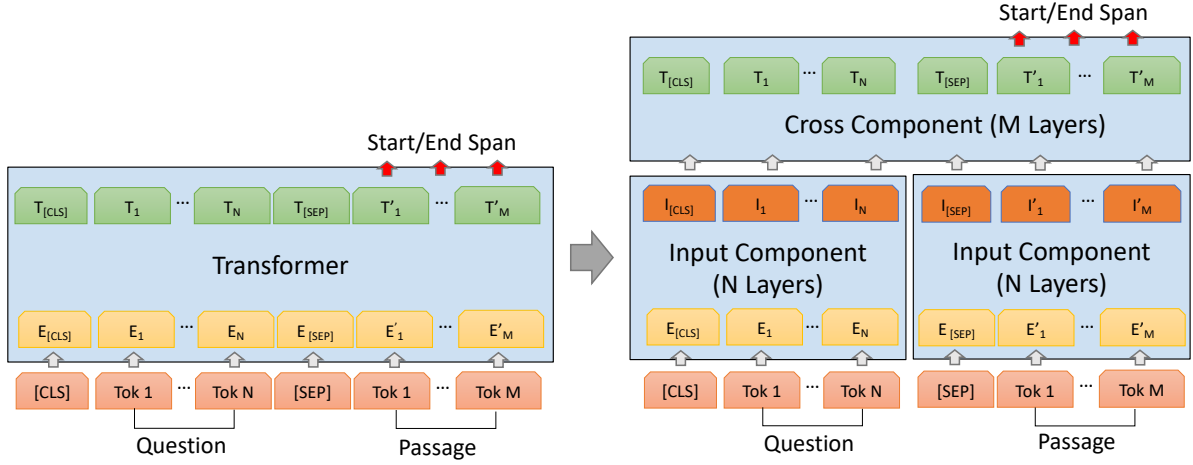 Start/End Span
T[CLS] T1 ... TN T[SEP] T'1 ... T'M
Transformer
E[CLS] E1 ... EN E[SEP] E'1 ... E'M
[CLS] Tok 1 ... Tok N [SEP] Tok 1 ... Tok M
Question Passage
Start/End Span
T[CLS] T1 ... TN T[SEP] T'1 ... T'M
Cross Component (M Layers)
I[CLS] I1 ... IN
Input Component
(N Layers)
E[CLS] E1 ... EN
[CLS] Tok 1 ... Tok N
Question
I[SEP] I'1 ... I'M
Input Component
(N Layers)
E[SEP] E'1 ... E'M
[SEP] Tok 1 ... Tok M
Passage